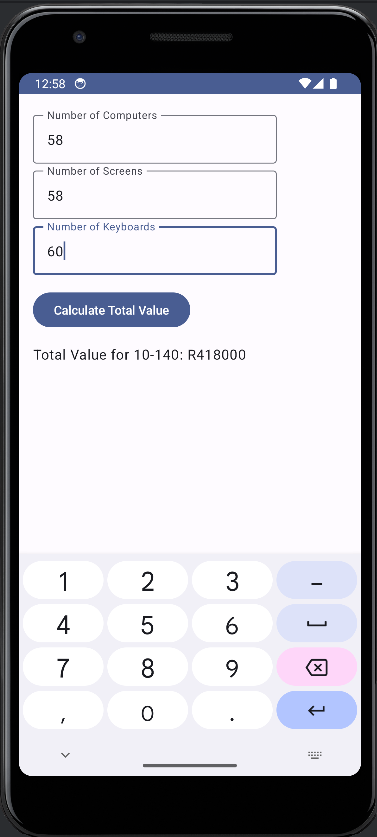 12:58
Number of Computers
58
Number of Screens
58
Number of Keyboards
60
Calculate Total Value
Total Value for 10-140: R418000
1 2 3 –
4 5 6
7 8 9
, 0 .